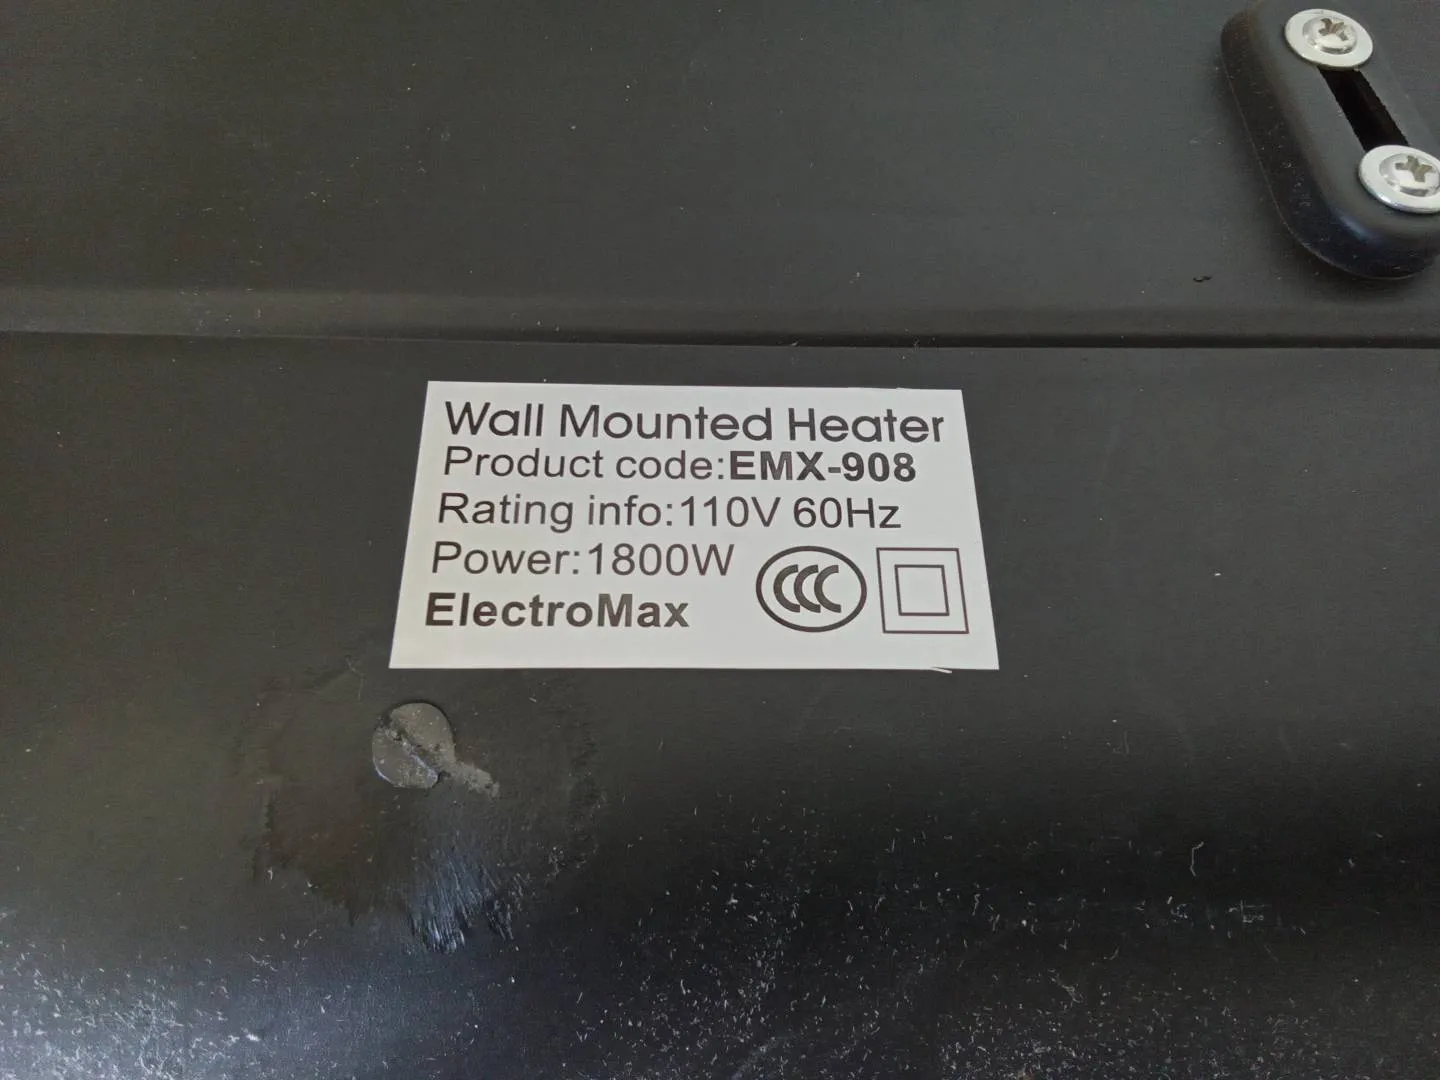 Wall Mounted Heater
Product code:EMX-908
Rating info:110V 60Hz
Power:1800W
CCC
ElectroMax